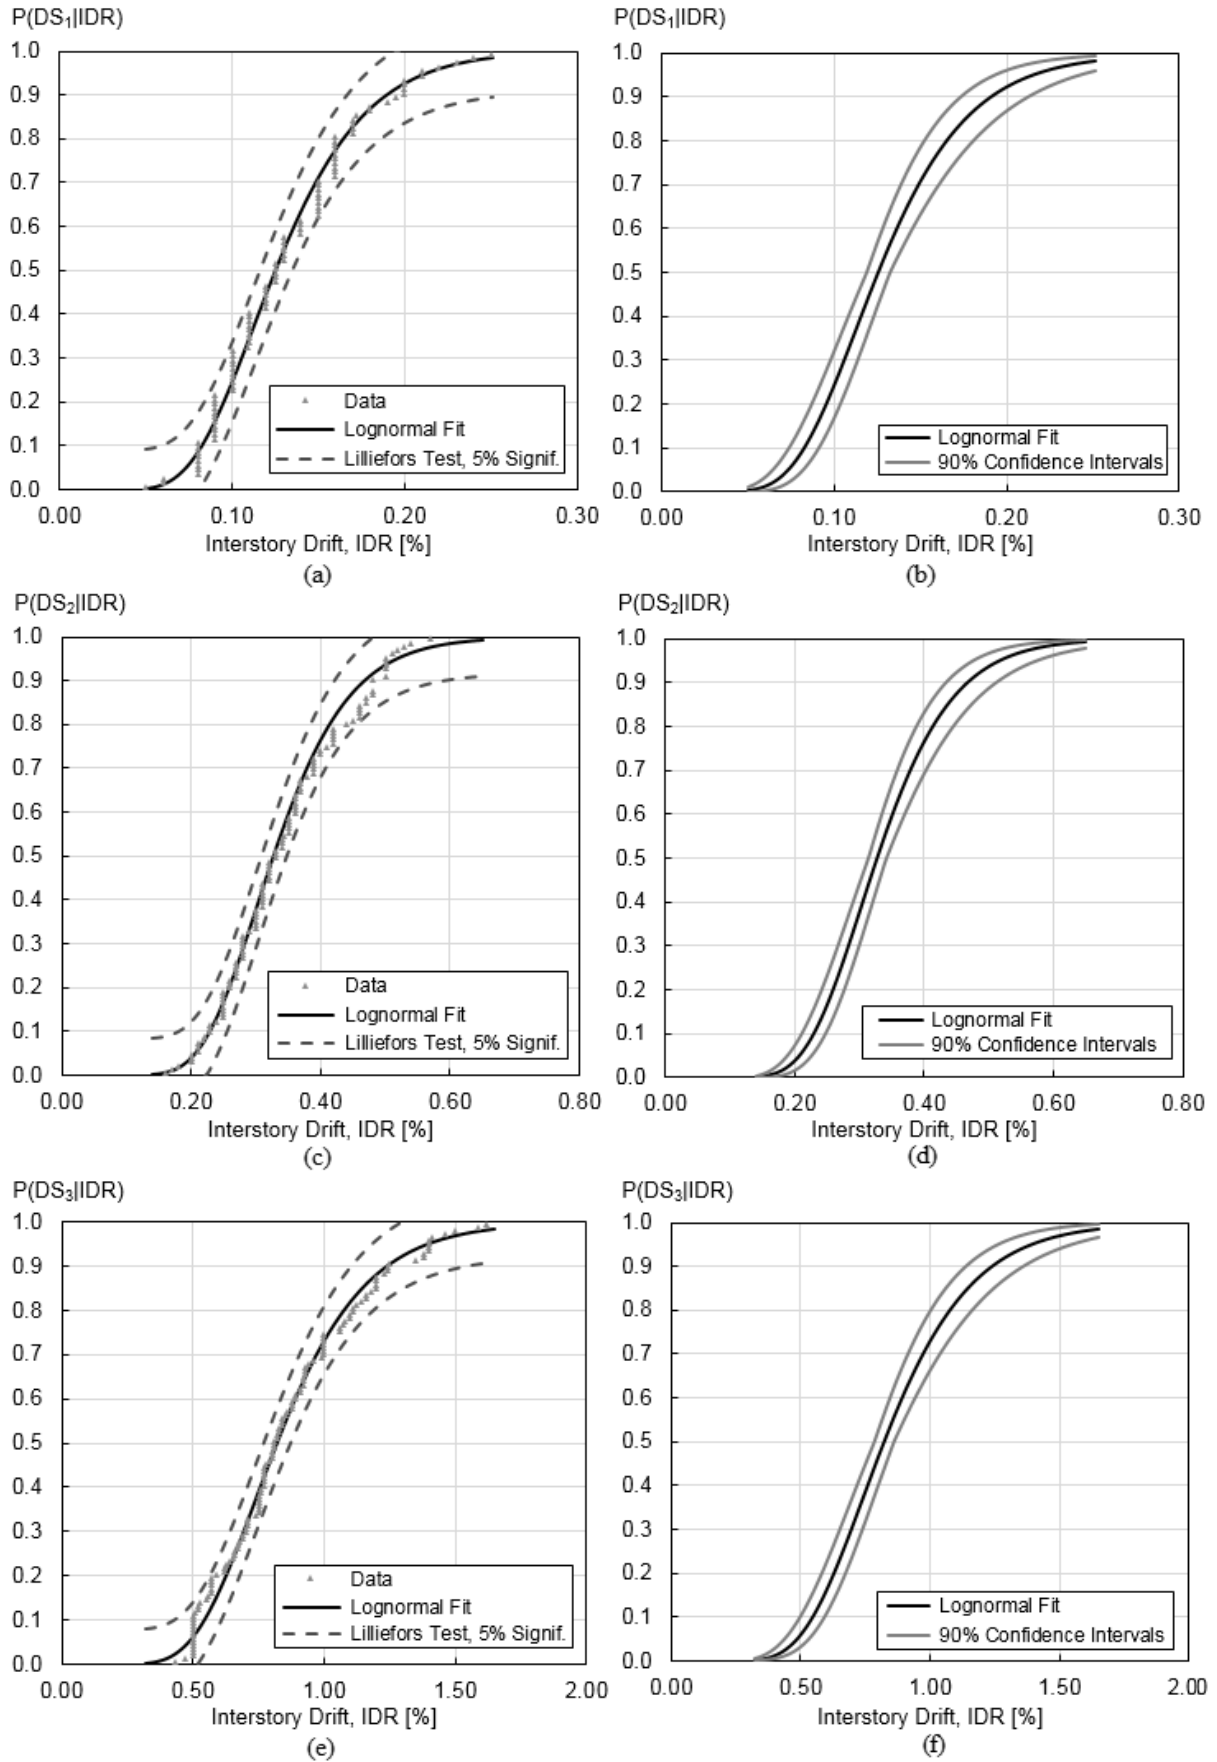 P(DS₁|IDR)
1.0
0.9
0.8
0.7
0.6
0.5
0.4
0.3
0.2
0.1
0.0
Data
Lognormal Fit
Lilliefors Test, 5% Signif.
0.00 0.10 0.20 0.30
Interstory Drift, IDR [%]
(a)
P(DS₁|IDR)
1.0
0.9
0.8
0.7
0.6
0.5
0.4
0.3
0.2
0.1
0.0
Lognormal Fit
90% Confidence Intervals
0.00 0.10 0.20 0.30
Interstory Drift, IDR [%]
(b)
P(DS₂|IDR)
1.0
0.9
0.8
0.7
0.6
0.5
0.4
0.3
0.2
0.1
0.0
Data
Lognormal Fit
Lilliefors Test, 5% Signif.
0.00 0.20 0.40 0.60 0.80
Interstory Drift, IDR [%]
(c)
P(DS₂|IDR)
1.0
0.9
0.8
0.7
0.6
0.5
0.4
0.3
0.2
0.1
0.0
Lognormal Fit
90% Confidence Intervals
0.00 0.20 0.40 0.60 0.80
Interstory Drift, IDR [%]
(d)
P(DS₃|IDR)
1.0
0.9
0.8
0.7
0.6
0.5
0.4
0.3
0.2
0.1
0.0
Data
Lognormal Fit
Lilliefors Test, 5% Signif.
0.00 0.50 1.00 1.50 2.00
Interstory Drift, IDR [%]
(e)
P(DS₃|IDR)
1.0
0.9
0.8
0.7
0.6
0.5
0.4
0.3
0.2
0.1
0.0
Lognormal Fit
90% Confidence Intervals
0.00 0.50 1.00 1.50 2.00
Interstory Drift, IDR [%]
(f)